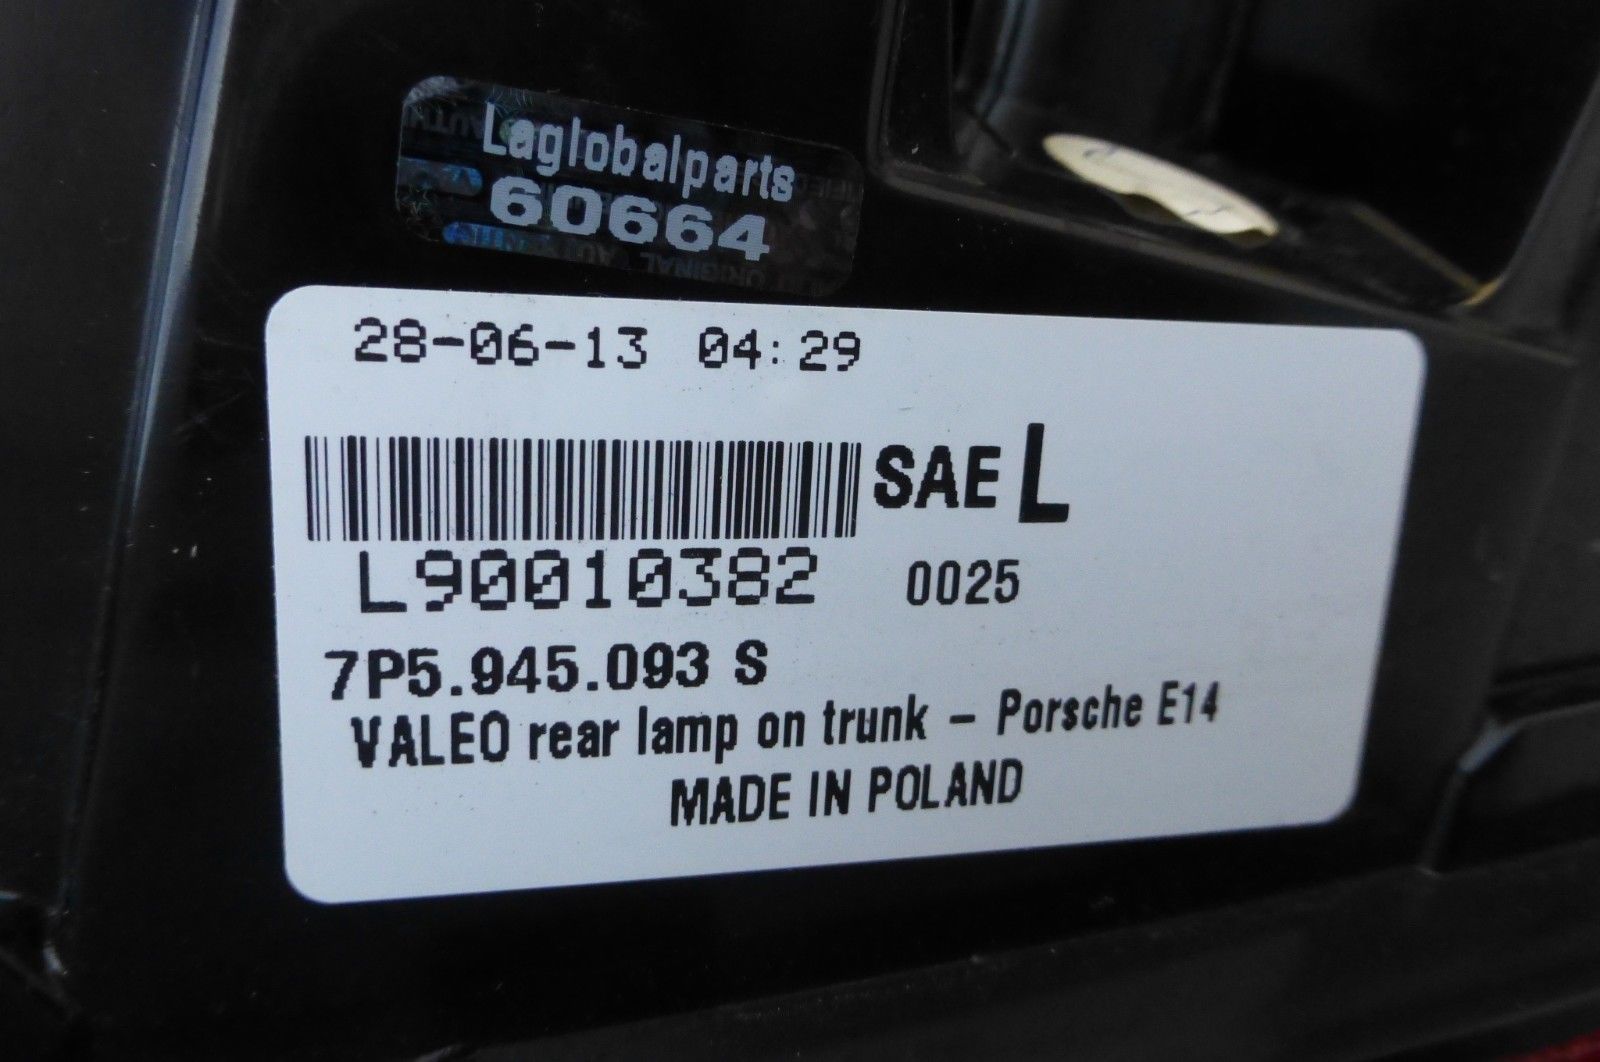 Laglobalparts
60664
28-06-13 04:29
SAE L
L90010382 0025
7P5.945.093 S
VALEO rear lamp on trunk - Porsche E14
MADE IN POLAND